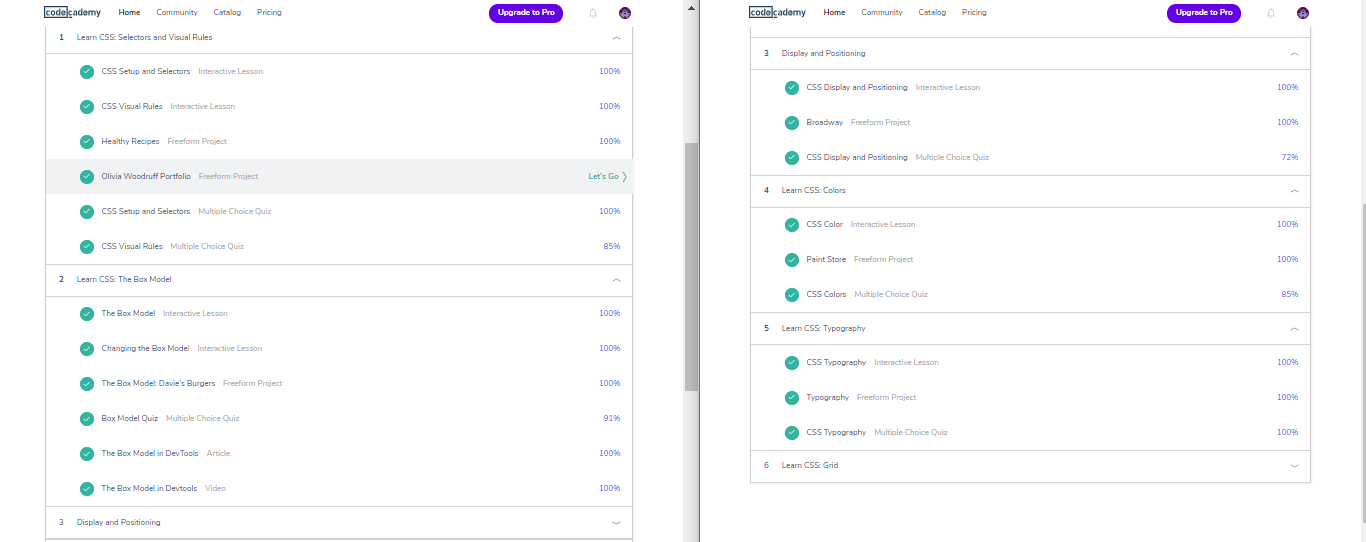 codecademy Home Community Catalog Pricing Upgrade to Pro
1 Learn CSS: Selectors and Visual Rules
CSS Setup and Selectors Interactive Lesson 100%
CSS Visual Rules Interactive Lesson 100%
Healthy Recipes Freeform Project 100%
Olivia Woodruff Portfolio Freeform Project Let's Go
CSS Setup and Selectors Multiple Choice Quiz 100%
CSS Visual Rules Multiple Choice Quiz 85%
2 Learn CSS: The Box Model
The Box Model Interactive Lesson 100%
Changing the Box Model Interactive Lesson 100%
The Box Model: Davie's Burgers Freeform Project 100%
Box Model Quiz Multiple Choice Quiz 91%
The Box Model in DevTools Article 100%
The Box Model in Devtools Video 100%
3 Display and Positioning
codecademy Home Community Catalog Pricing Upgrade to Pro
3 Display and Positioning
CSS Display and Positioning Interactive Lesson 100%
Broadway Freeform Project 100%
CSS Display and Positioning Multiple Choice Quiz 72%
4 Learn CSS: Colors
CSS Color Interactive Lesson 100%
Paint Store Freeform Project 100%
CSS Colors Multiple Choice Quiz 85%
5 Learn CSS: Typography
CSS Typography Interactive Lesson 100%
Typography Freeform Project 100%
CSS Typography Multiple Choice Quiz 100%
6 Learn CSS: Grid